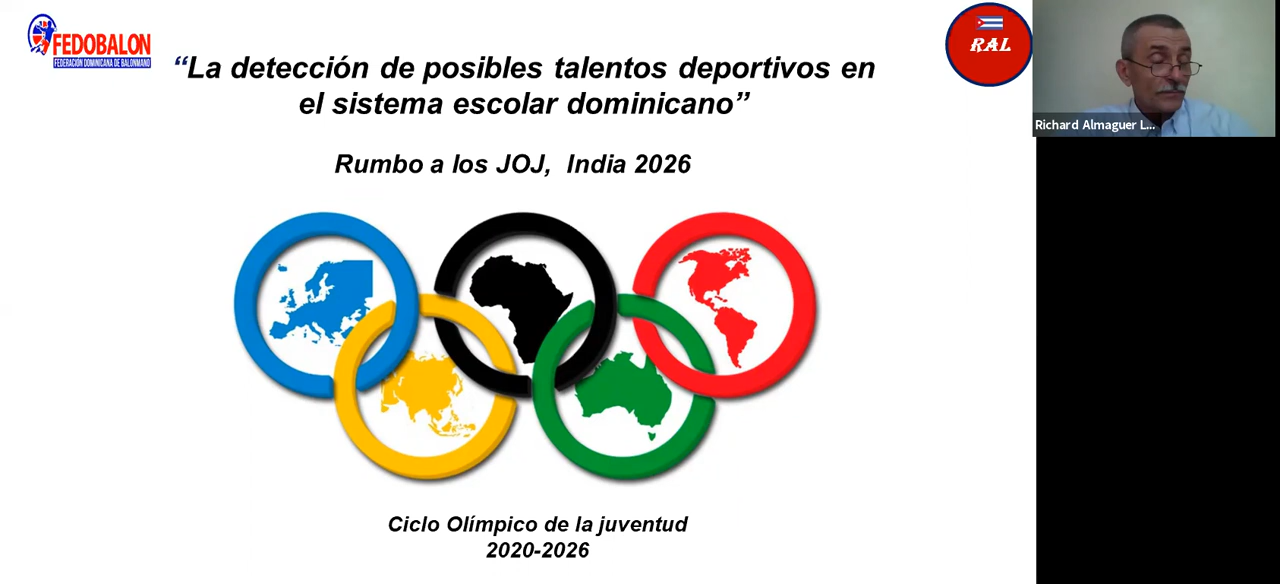 FEDOBALON
FEDERACIÓN DOMINICANA DE BALONMANO
“La detección de posibles talentos deportivos en
el sistema escolar dominicano”
Rumbo a los JOJ, India 2026
Ciclo Olímpico de la juventud
2020-2026
RAL
Richard Almaguer L...